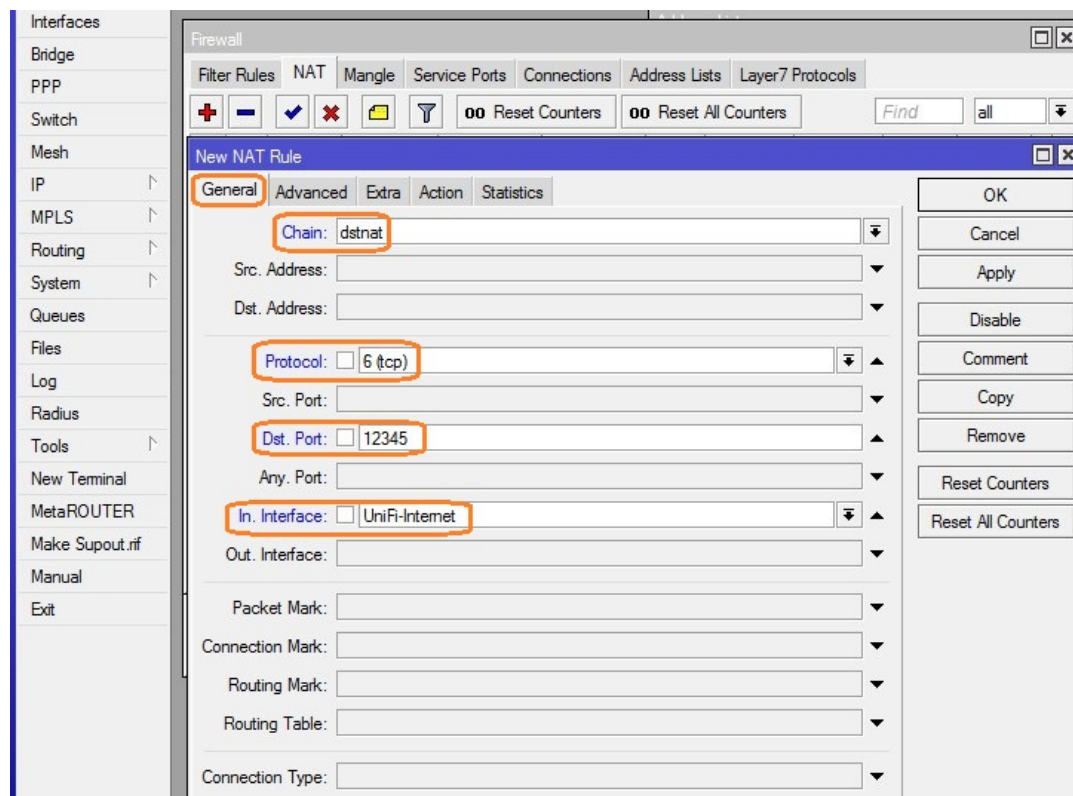 Interfaces
Bridge
PPP
Switch
Mesh
IP
MPLS
Routing
System
Queues
Files
Log
Radius
Tools
New Terminal
MetaROUTER
Make Supout.rif
Manual
Exit
Firewall
Filter Rules NAT Mangle Service Ports Connections Address Lists Layer7 Protocols
00 Reset Counters 00 Reset All Counters Find all
New NAT Rule
General Advanced Extra Action Statistics
Chain: dstnat
Src. Address:
Dst. Address:
Protocol: 6 (tcp)
Src. Port:
Dst. Port: 12345
Any. Port:
In. Interface: UniFi-Internet
Out. Interface:
Packet Mark:
Connection Mark:
Routing Mark:
Routing Table:
Connection Type:
OK
Cancel
Apply
Disable
Comment
Copy
Remove
Reset Counters
Reset All Counters